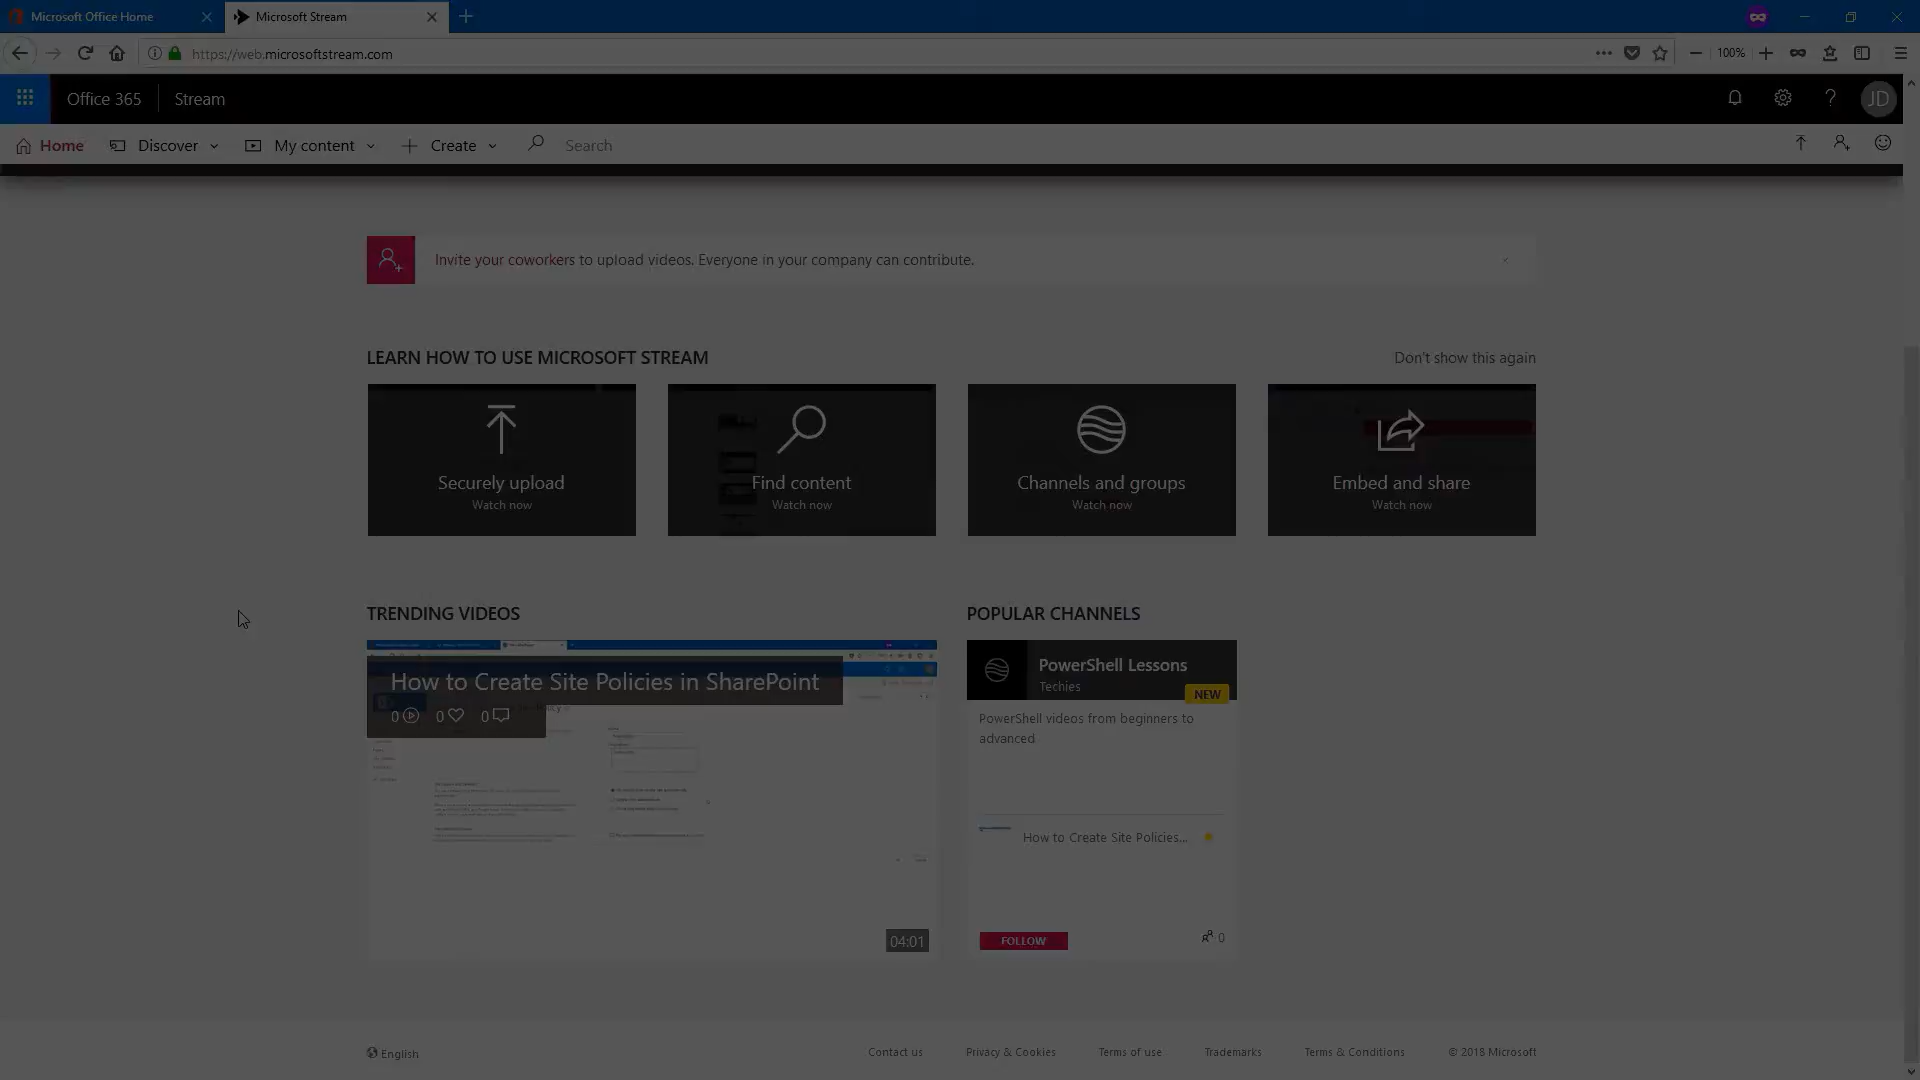 Microsoft Office Home
Microsoft Stream
https://web.microsoftstream.com
100%
Office 365
Stream
JD
Home
Discover
My content
Create
Search
Invite your coworkers to upload videos. Everyone in your company can contribute.
LEARN HOW TO USE MICROSOFT STREAM
Don't show this again
Securely upload
Watch now
Find content
Watch now
Channels and groups
Watch now
Embed and share
Watch now
TRENDING VIDEOS
How to Create Site Policies in SharePoint
0 0 0
04:01
POPULAR CHANNELS
PowerShell Lessons
Techies
NEW
PowerShell videos from beginners to
advanced.
How to Create Site Policies...
FOLLOW
0
English
Contact us
Privacy & Cookies
Terms of use
Trademarks
Terms & Conditions
© 2018 Microsoft